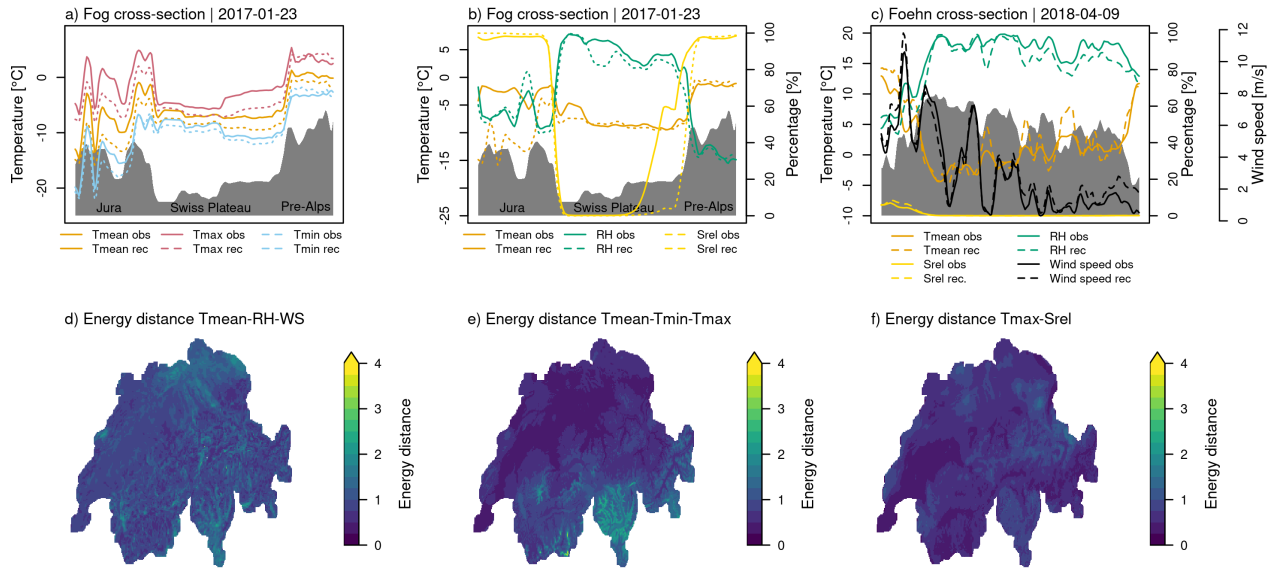 a) Fog cross-section | 2017-01-23
Temperature [°C]
0
-10
-20
Jura
Swiss Plateau
Pre-Alps
Tmean obs
Tmean rec
Tmax obs
Tmax rec
Tmin obs
Tmin rec
b) Fog cross-section | 2017-01-23
Temperature [°C]
5
0
-5
-15
-25
Jura
Swiss Plateau
Pre-Alps
100
80
60
40
20
0
Percentage [%]
Tmean obs
Tmean rec
RH obs
RH rec
Srel obs
Srel rec
c) Foehn cross-section | 2018-04-09
Temperature [°C]
20
15
10
5
0
-5
-10
100
80
60
40
20
0
Percentage [%]
12
10
8
6
4
2
0
Wind speed [m/s]
Tmean obs
Tmean rec
Srel obs
Srel rec.
RH obs
RH rec
Wind speed obs
Wind speed rec
d) Energy distance Tmean-RH-WS
4
3
2
1
0
Energy distance
e) Energy distance Tmean-Tmin-Tmax
4
3
2
1
0
Energy distance
f) Energy distance Tmax-Srel
4
3
2
1
0
Energy distance